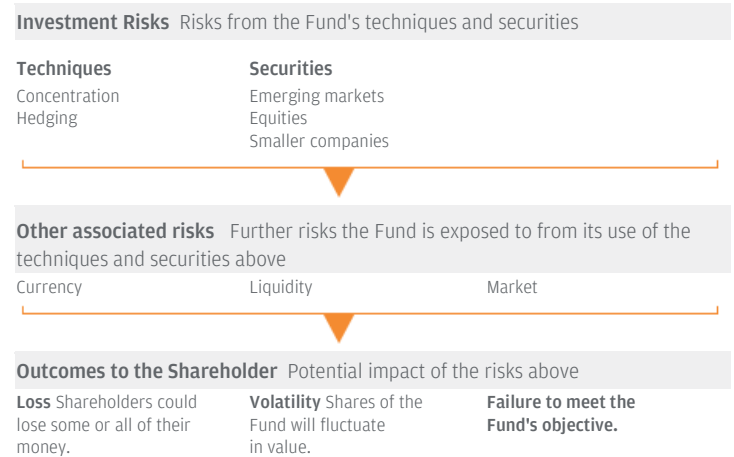 Investment Risks Risks from the Fund's techniques and securities
Techniques
Concentration
Hedging
Securities
Emerging markets
Equities
Smaller companies
Other associated risks Further risks the Fund is exposed to from its use of the
techniques and securities above
Currency
Liquidity
Market
Outcomes to the Shareholder Potential impact of the risks above
Loss Shareholders could
lose some or all of their
money.
Volatility Shares of the
Fund will fluctuate
in value.
Failure to meet the
Fund's objective.